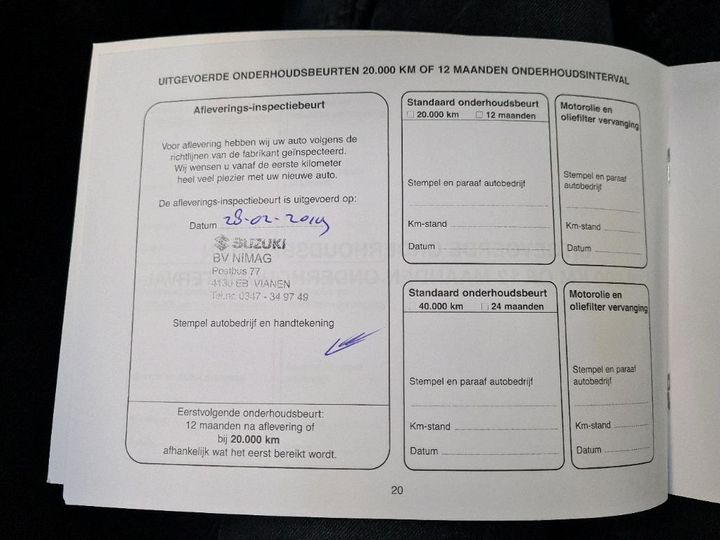 UITGEVOERDE ONDERHOUDSBEURTEN 20.000 KM OF 12 MAANDEN ONDERHOUDSINTERVAL
Afleverings-inspectiebeurt
Voor aflevering hebben wij uw auto volgens de
richtlijnen van de fabrikant geïnspecteerd.
Wij wensen u vanaf de eerste kilometer
heel veel plezier met uw nieuwe auto.
De afleverings-inspectiebeurt is uitgevoerd op:
Datum 28-02-2019
SUZUKI
BV NIMAG
Postbus 77
4130 EB VIANEN
Tel.nr. 0347 - 34 97 49
Stempel autobedrijf en handtekening
Eerstvolgende onderhoudsbeurt:
12 maanden na aflevering of
bij 20.000 km
afhankelijk wat het eerst bereikt wordt.
Standaard onderhoudsbeurt
20.000 km 12 maanden
Stempel en paraaf autobedrijf
Km-stand
Datum
Motorolie en
oliefilter vervanging
Stempel en paraaf
autobedrijf
Km-stand
Datum
Standaard onderhoudsbeurt
40.000 km 24 maanden
Stempel en paraaf autobedrijf
Km-stand
Datum
Motorolie en
oliefilter vervanging
Stempel en paraaf
autobedrijf
Km-stand
Datum
20